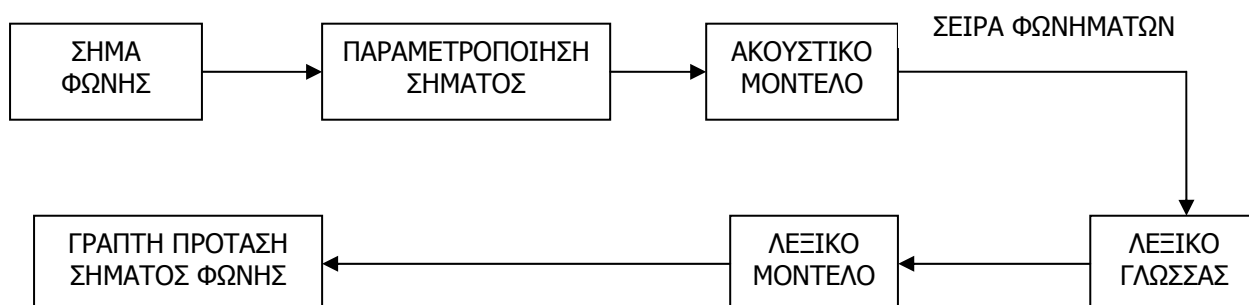 ΣΗΜΑ
ΦΩΝΗΣ
ΠΑΡΑΜΕΤΡΟΠΟΙΗΣΗ
ΣΗΜΑΤΟΣ
ΑΚΟΥΣΤΙΚΟ
ΜΟΝΤΕΛΟ
ΣΕΙΡΑ ΦΩΝΗΜΑΤΩΝ
ΛΕΞΙΚΟ
ΓΛΩΣΣΑΣ
ΛΕΞΙΚΟ
ΜΟΝΤΕΛΟ
ΓΡΑΠΤΗ ΠΡΟΤΑΣΗ
ΣΗΜΑΤΟΣ ΦΩΝΗΣ